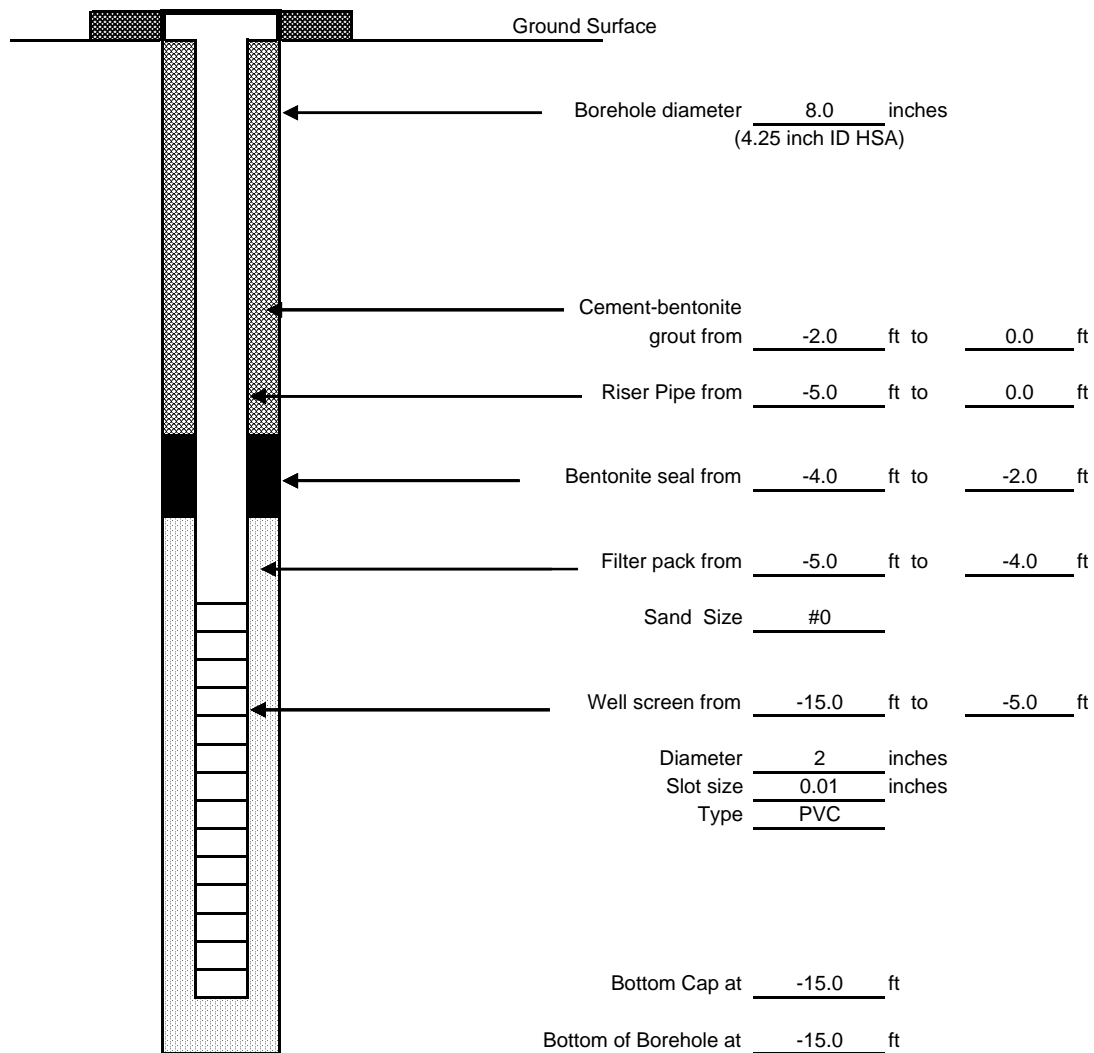 Ground Surface
Borehole diameter 8.0 inches
(4.25 inch ID HSA)
Cement-bentonite
grout from -2.0 ft to 0.0 ft
Riser Pipe from -5.0 ft to 0.0 ft
Bentonite seal from -4.0 ft to -2.0 ft
Filter pack from -5.0 ft to -4.0 ft
Sand Size #0
Well screen from -15.0 ft to -5.0 ft
Diameter 2 inches
Slot size 0.01 inches
Type PVC
Bottom Cap at -15.0 ft
Bottom of Borehole at -15.0 ft